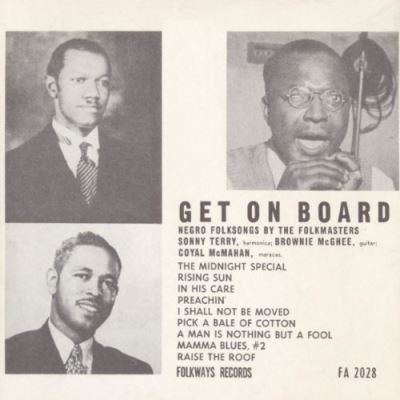 GET ON BOARD
NEGRO FOLKSONGS BY THE FOLKMASTERS
SONNY TERRY, harmonica; BROWNIE McGHEE, guitar;
COYAL McMAHAN, maracas.
THE MIDNIGHT SPECIAL
RISING SUN
IN HIS CARE
PREACHIN'
I SHALL NOT BE MOVED
PICK A BALE OF COTTON
A MAN IS NOTHING BUT A FOOL
MAMMA BLUES, #2
RAISE THE ROOF
FOLKWAYS RECORDS FA 2028